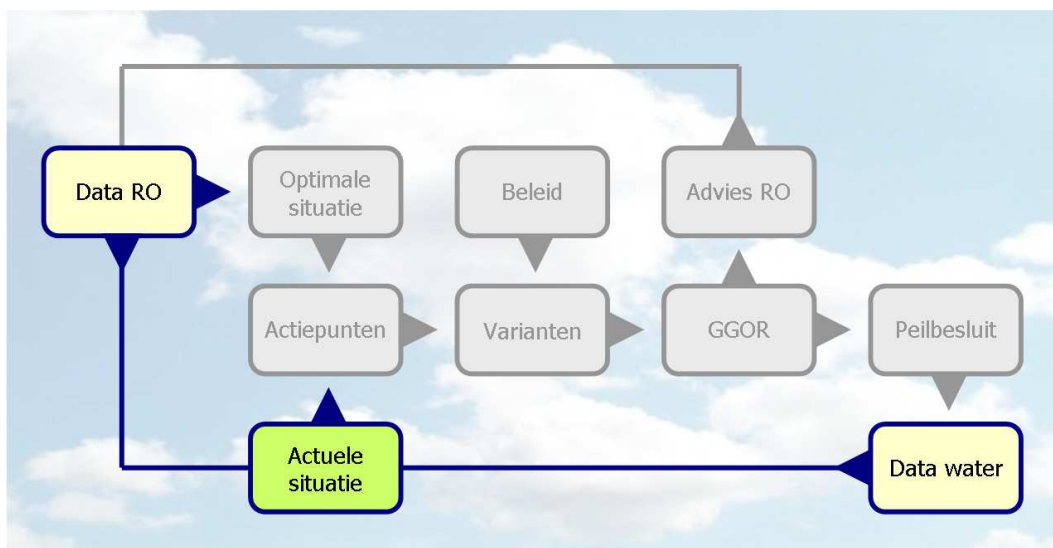 Data RO
Optimale
situatie
Beleid
Advies RO
Actiepunten
Varianten
GGOR
Peilbesluit
Actuele
situatie
Data water